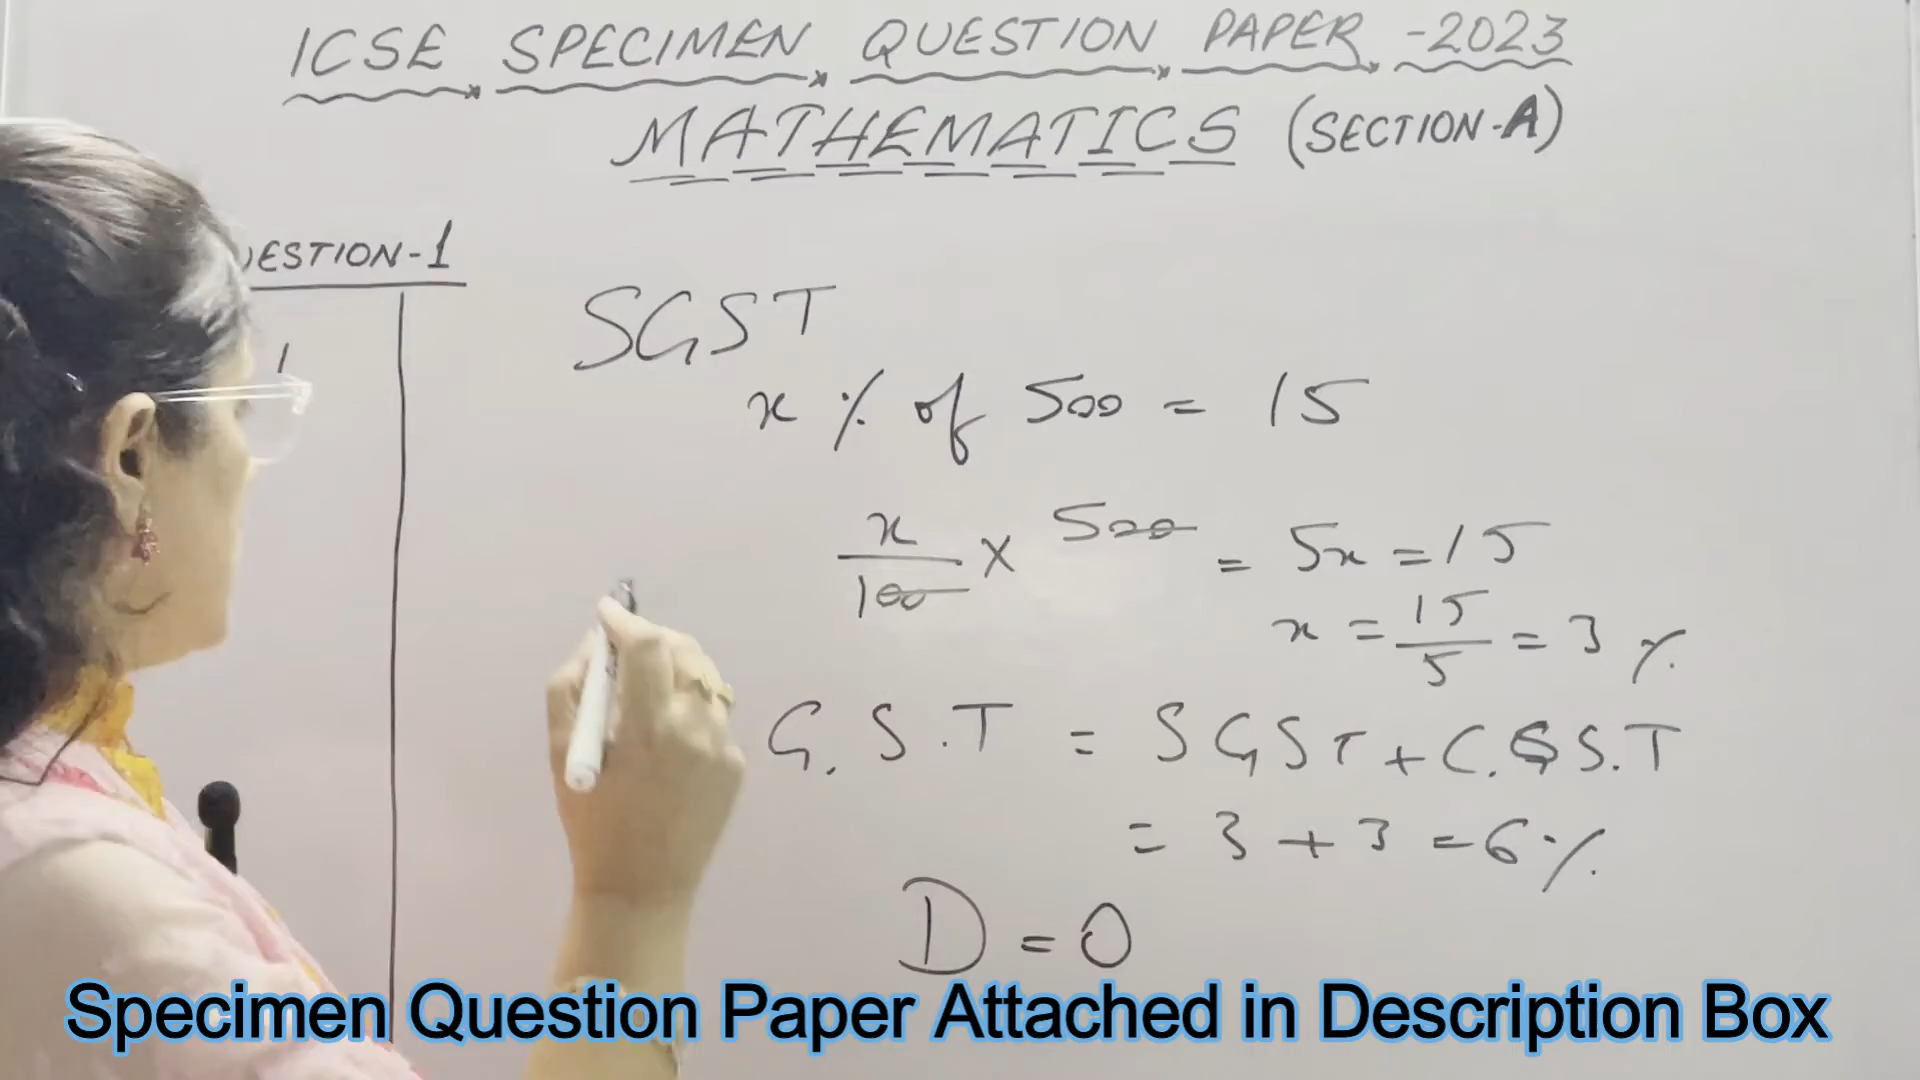 ICSE SPECIMEN QUESTION PAPER -2023
MATHEMATICS (SECTION-A)
UESTION-1
SGST
x % of 500 = 15
x/100 × 500 = 5x = 15
x = 15/5 = 3 %
G.S.T = SGST + C.GS.T
= 3 + 3 = 6%
D = 0
Specimen Question Paper Attached in Description Box